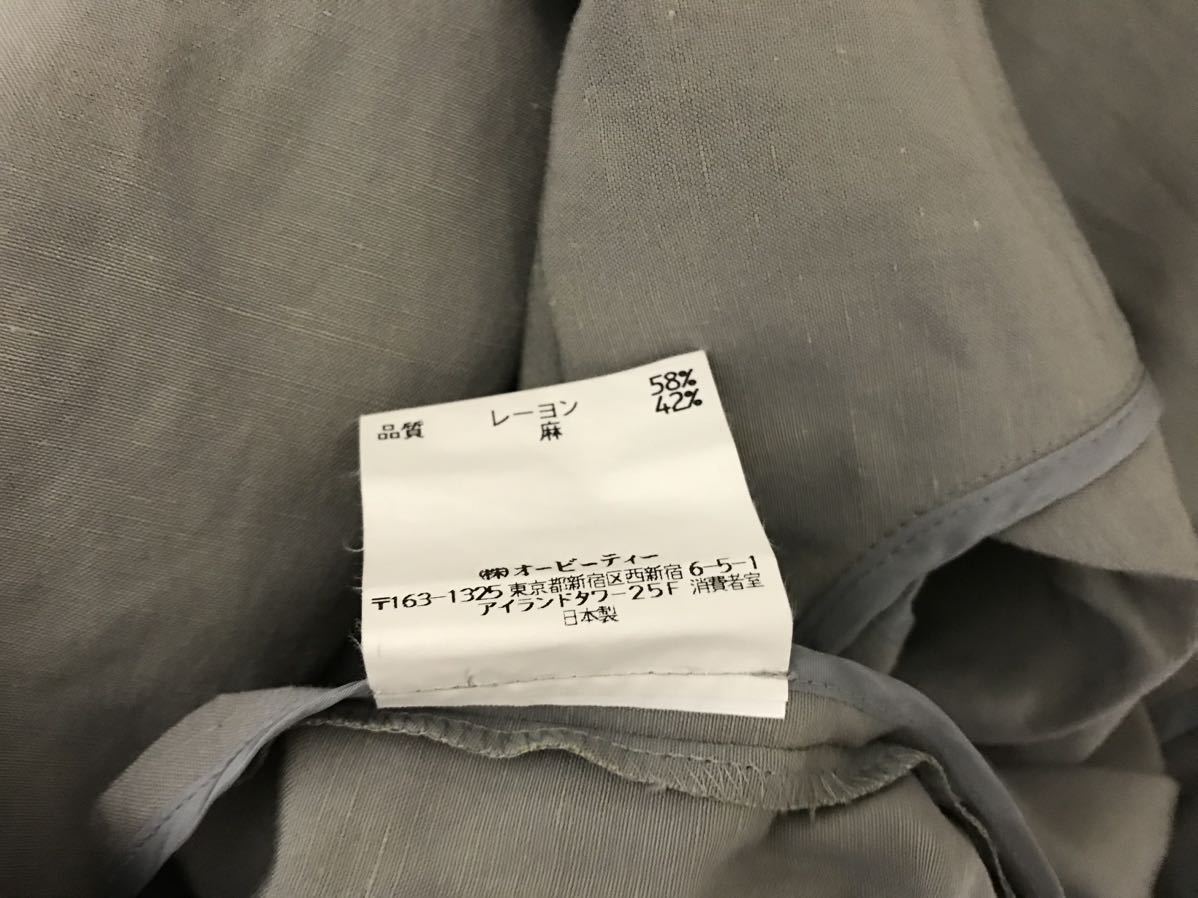 品質 レーヨン 58%
麻 42%
㈱オービーティー
〒163-1325 東京都新宿区西新宿 6-5-1
アイランドタワー25F 消費者室
日本製